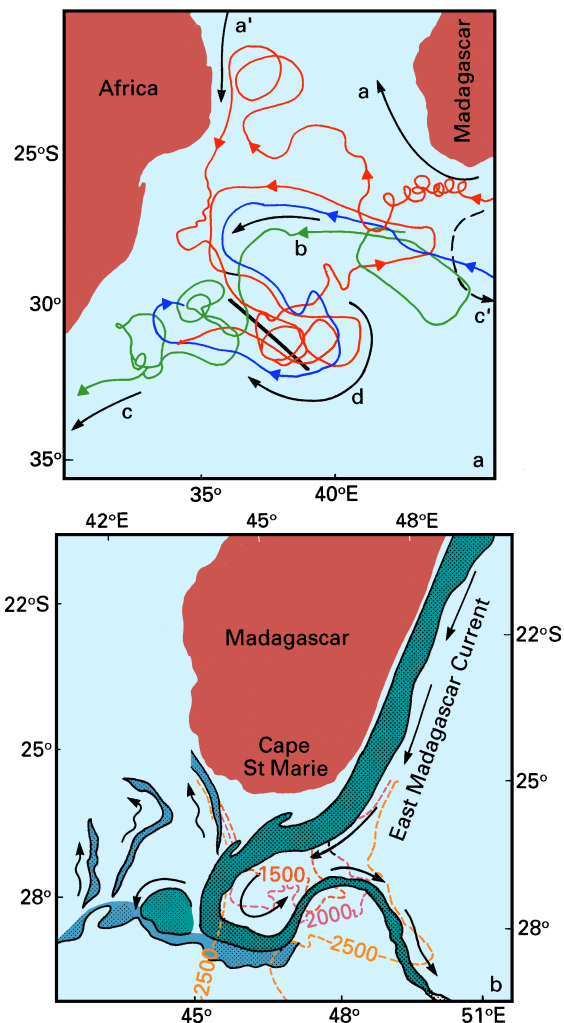 a'
Africa
Madagascar
a
25°S
b
30°
c'
c
d
35°
a
35°
40°E
42°E
45°
48°E
22°S
22°S
Madagascar
East Madagascar Current
Cape
St Marie
25°
25°
1500
28°
2000
28°
2500
2500
b
45°
48°
51°E